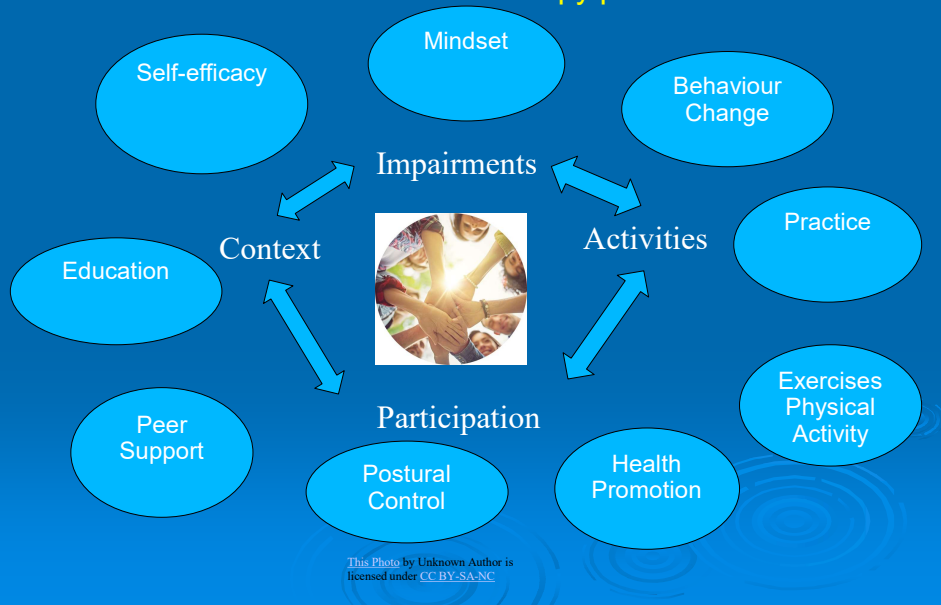 Mindset
Self-efficacy
Behaviour
Change
Impairments
Practice
Activities
Context
Education
Exercises
Physical
Activity
Participation
Peer
Support
Health
Promotion
Postural
Control
This Photo by Unknown Author is
licensed under CC BY-SA-NC